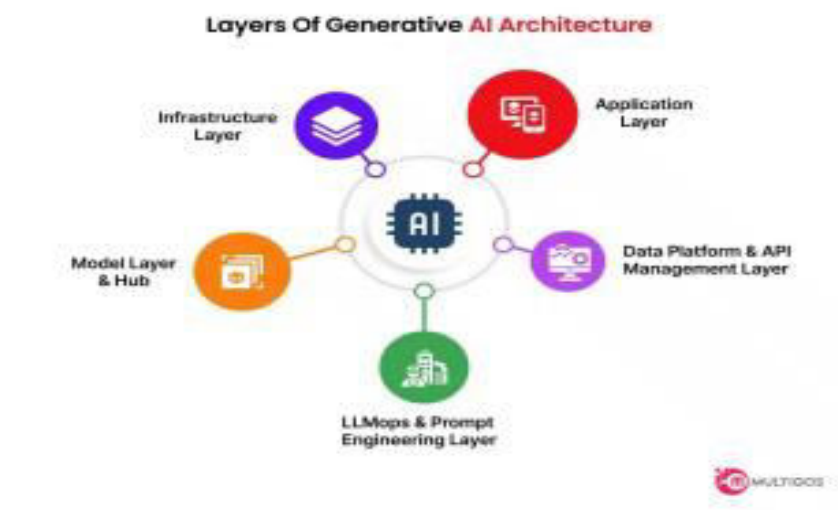 Layers Of Generative AI Architecture
Infrastructure
Layer
Application
Layer
AI
Model Layer
& Hub
Data Platform & API
Management Layer
LLMops & Prompt
Engineering Layer
m MULTIQOS